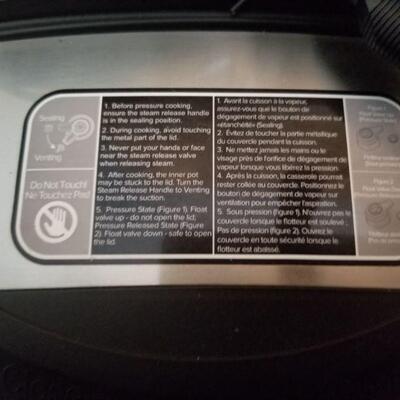 Sealing
Venting
Do Not Touch!
Ne Touchez Pas!
1. Before pressure cooking,
ensure the steam release handle
is in the sealing position.
2. During cooking, avoid touching
the metal part of the lid.
3. Never put your hands or face
near the steam release valve
when releasing steam.
4. After cooking, the inner pot
may be stuck to the lid. Turn the
Steam Release Handle to Venting
to break the suction.
5. Pressure State (Figure 1). Float
valve up - do not open the lid;
Pressure Released State (Figure
2). Float valve down - safe to open
the lid.
1. Avant la cuisson à la vapeur,
assurez-vous que le bouton de
dégagement de vapeur est positionné sur
«étanchéité» (Sealing).
2. Évitez de toucher la partie métallique
du couvercle pendant la cuisson.
3. Ne mettez jamais les mains ou le
visage près de l'orifice de dégagement de
vapeur lorsque vous libérez la pression.
4. Après la cuisson, la casserole pourrait
rester collée au couvercle. Positionnez le
bouton de dégagement de vapeur sur
ventilation pour empêcher l'aspiration.
5. Sous pression (figure 1). N'ouvrez pas le
couvercle lorsque le flotteur est soulevé ;
Pas de pression (figure 2). Ouvrez le
couvercle en toute sécurité lorsque le
flotteur est abaissé.
Figure 1
Figure 2